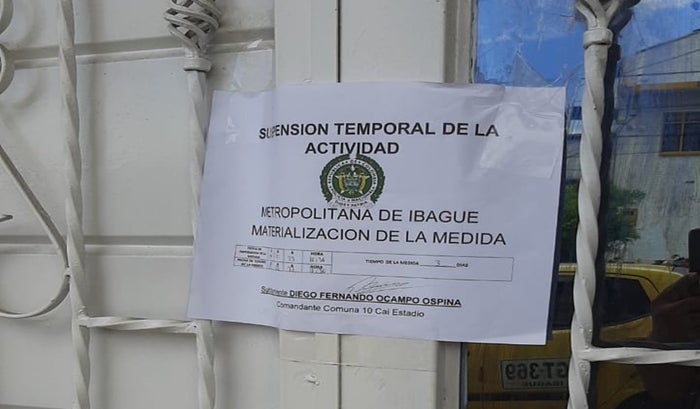 SUSPENSION TEMPORAL DE LA
ACTIVIDAD
METROPOLITANA DE IBAGUE
MATERIALIZACION DE LA MEDIDA
HORA
TIEMPO DE LA MEDIDA 3 DIAS
HORA
DIEGO FERNANDO OCAMPO OSPINA
Comandante Comuna 10 Cai Estadio
369